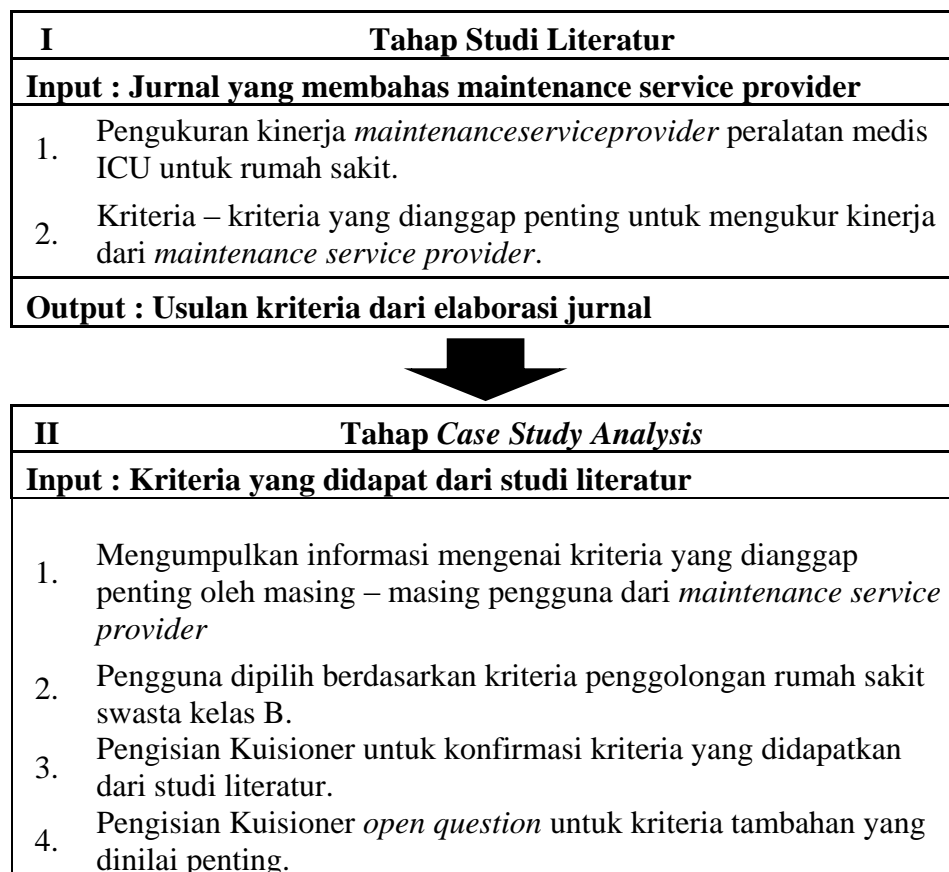 I Tahap Studi Literatur
Input : Jurnal yang membahas maintenance service provider
1. Pengukuran kinerja maintenanceserviceprovider peralatan medis
ICU untuk rumah sakit.
2. Kriteria – kriteria yang dianggap penting untuk mengukur kinerja
dari maintenance service provider.
Output : Usulan kriteria dari elaborasi jurnal
II Tahap Case Study Analysis
Input : Kriteria yang didapat dari studi literatur
1. Mengumpulkan informasi mengenai kriteria yang dianggap
penting oleh masing – masing pengguna dari maintenance service
provider
2. Pengguna dipilih berdasarkan kriteria penggolongan rumah sakit
swasta kelas B.
3. Pengisian Kuisioner untuk konfirmasi kriteria yang didapatkan
dari studi literatur.
4. Pengisian Kuisioner open question untuk kriteria tambahan yang
dinilai penting.